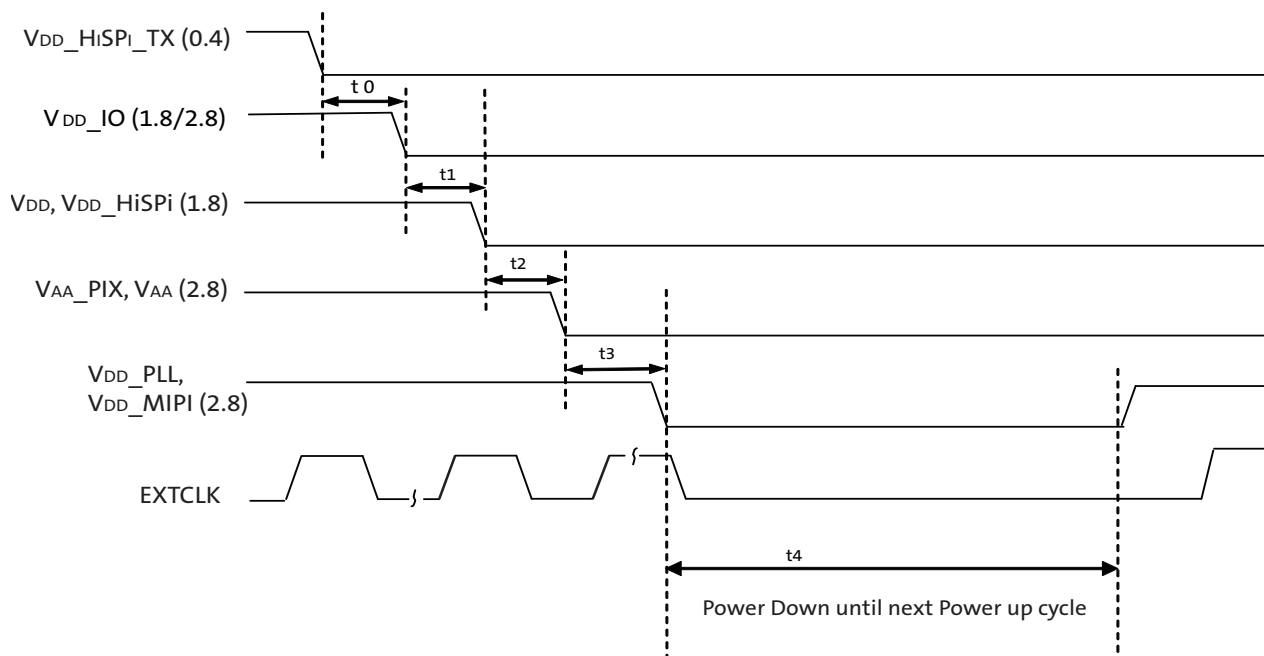 VDD_HiSPi_TX (0.4)
t 0
VDD_IO (1.8/2.8)
t1
VDD, VDD_HiSPi (1.8)
t2
VAA_PIX, VAA (2.8)
t3
VDD_PLL,
VDD_MIPI (2.8)
EXTCLK
t4
Power Down until next Power up cycle